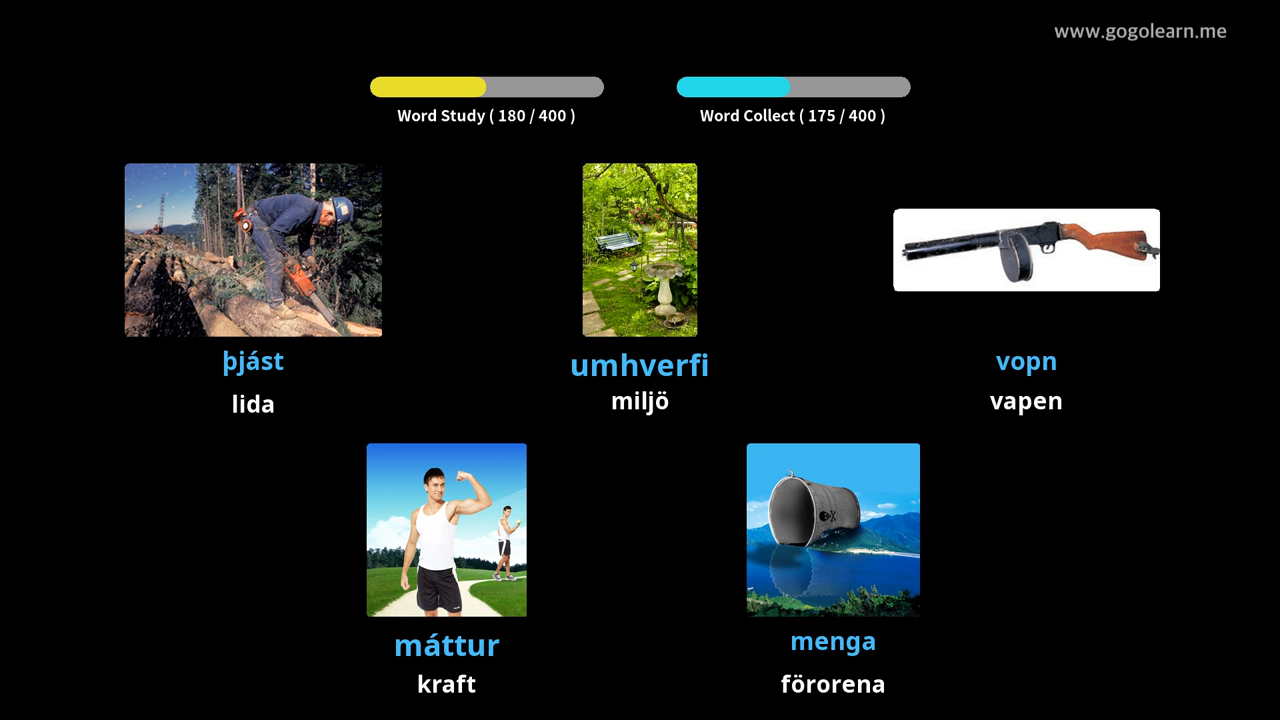 www.gogolearn.me
Word Study ( 180 / 400 )
Word Collect ( 175 / 400 )
þjást
lida
umhverfi
miljö
vopn
vapen
máttur
kraft
menga
förorena